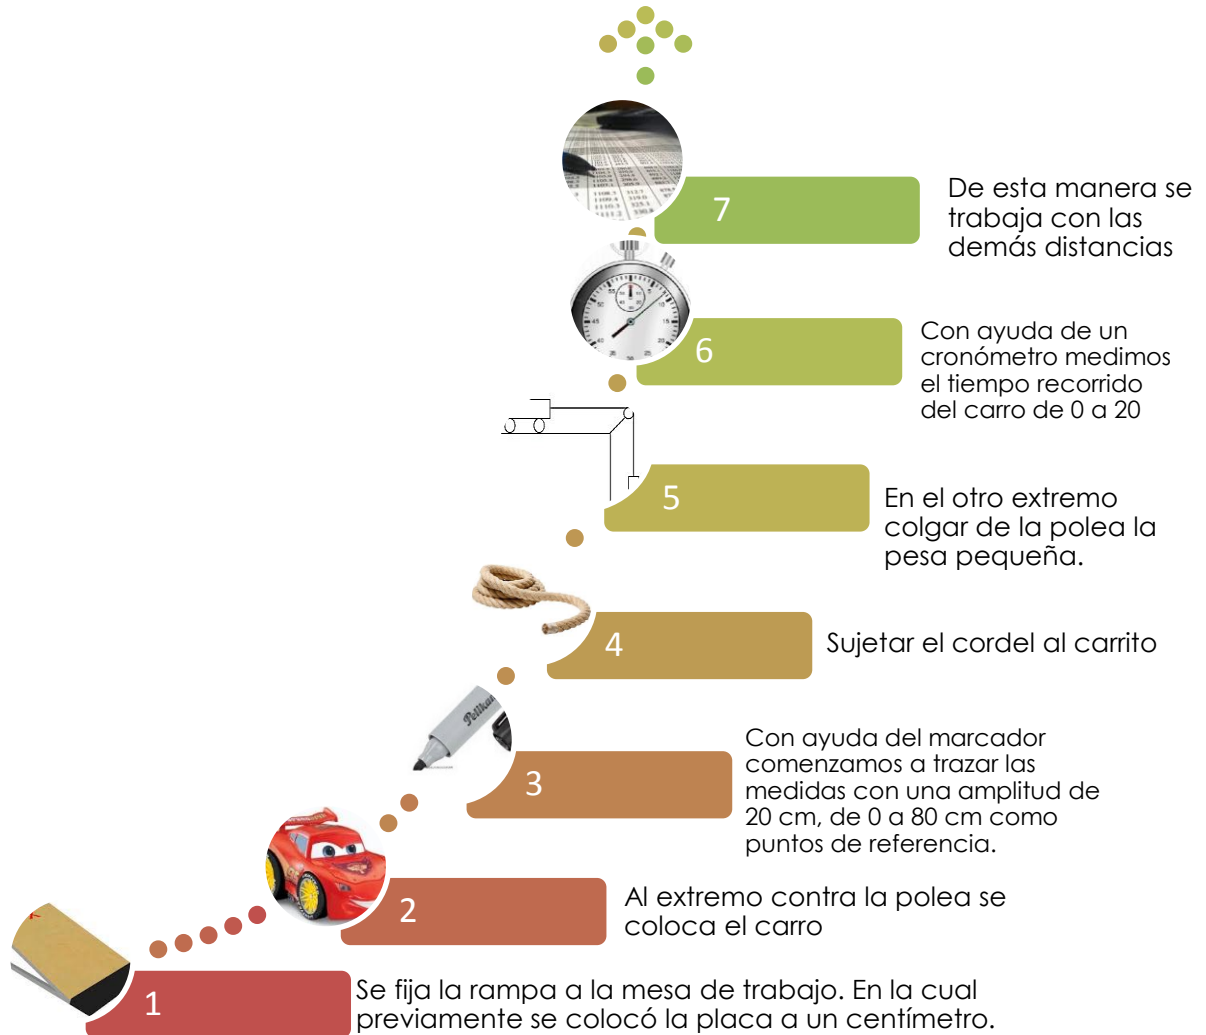 7
De esta manera se
trabaja con las
demás distancias
6
Con ayuda de un
cronómetro medimos
el tiempo recorrido
del carro de 0 a 20
5
En el otro extremo
colgar de la polea la
pesa pequeña.
4
Sujetar el cordel al carrito
3
Con ayuda del marcador
comenzamos a trazar las
medidas con una amplitud de
20 cm, de 0 a 80 cm como
puntos de referencia.
2
Al extremo contra la polea se
coloca el carro
1
Se fija la rampa a la mesa de trabajo. En la cual
previamente se colocó la placa a un centímetro.